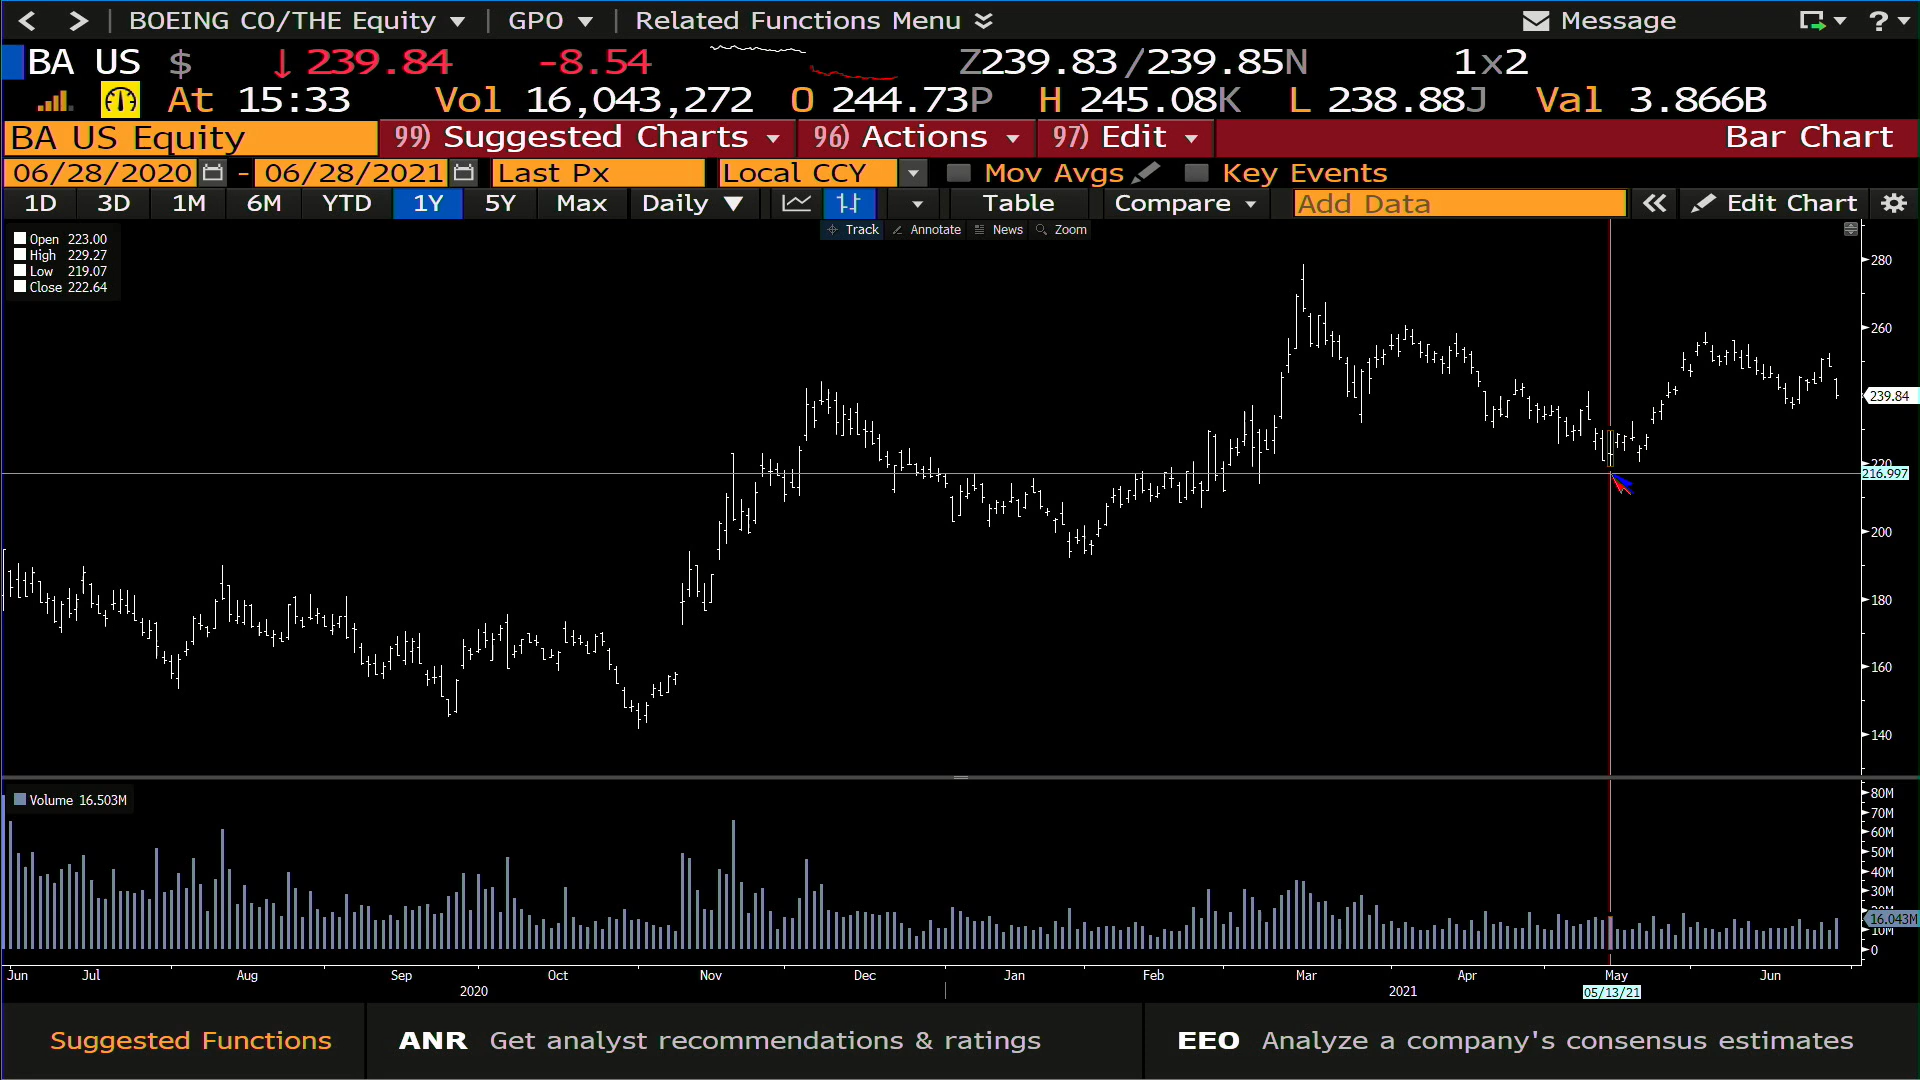 BOEING CO/THE Equity GPO Related Functions Menu Message ?
BA US $ ↓ 239.84 -8.54 Z239.83/239.85N 1x2
At 15:33 Vol 16,043,272 O 244.73P H 245.08K L 238.88J Val 3.866B
BA US Equity 99) Suggested Charts 96) Actions 97) Edit Bar Chart
06/28/2020 - 06/28/2021 Last Px Local CCY Mov Avgs Key Events
1D 3D 1M 6M YTD 1Y 5Y Max Daily Table Compare Add Data Edit Chart
Track Annotate News Zoom
Open 223.00
High 229.27
Low 219.07
Close 222.64
280
260
239.84
220
216.997
200
180
160
140
Volume 16.503M
80M
70M
60M
50M
40M
30M
20M
16.043M
10M
0
Jun Jul Aug Sep Oct Nov Dec Jan Feb Mar Apr May Jun
2020 2021 05/13/21
Suggested Functions ANR Get analyst recommendations & ratings EEO Analyze a company's consensus estimates